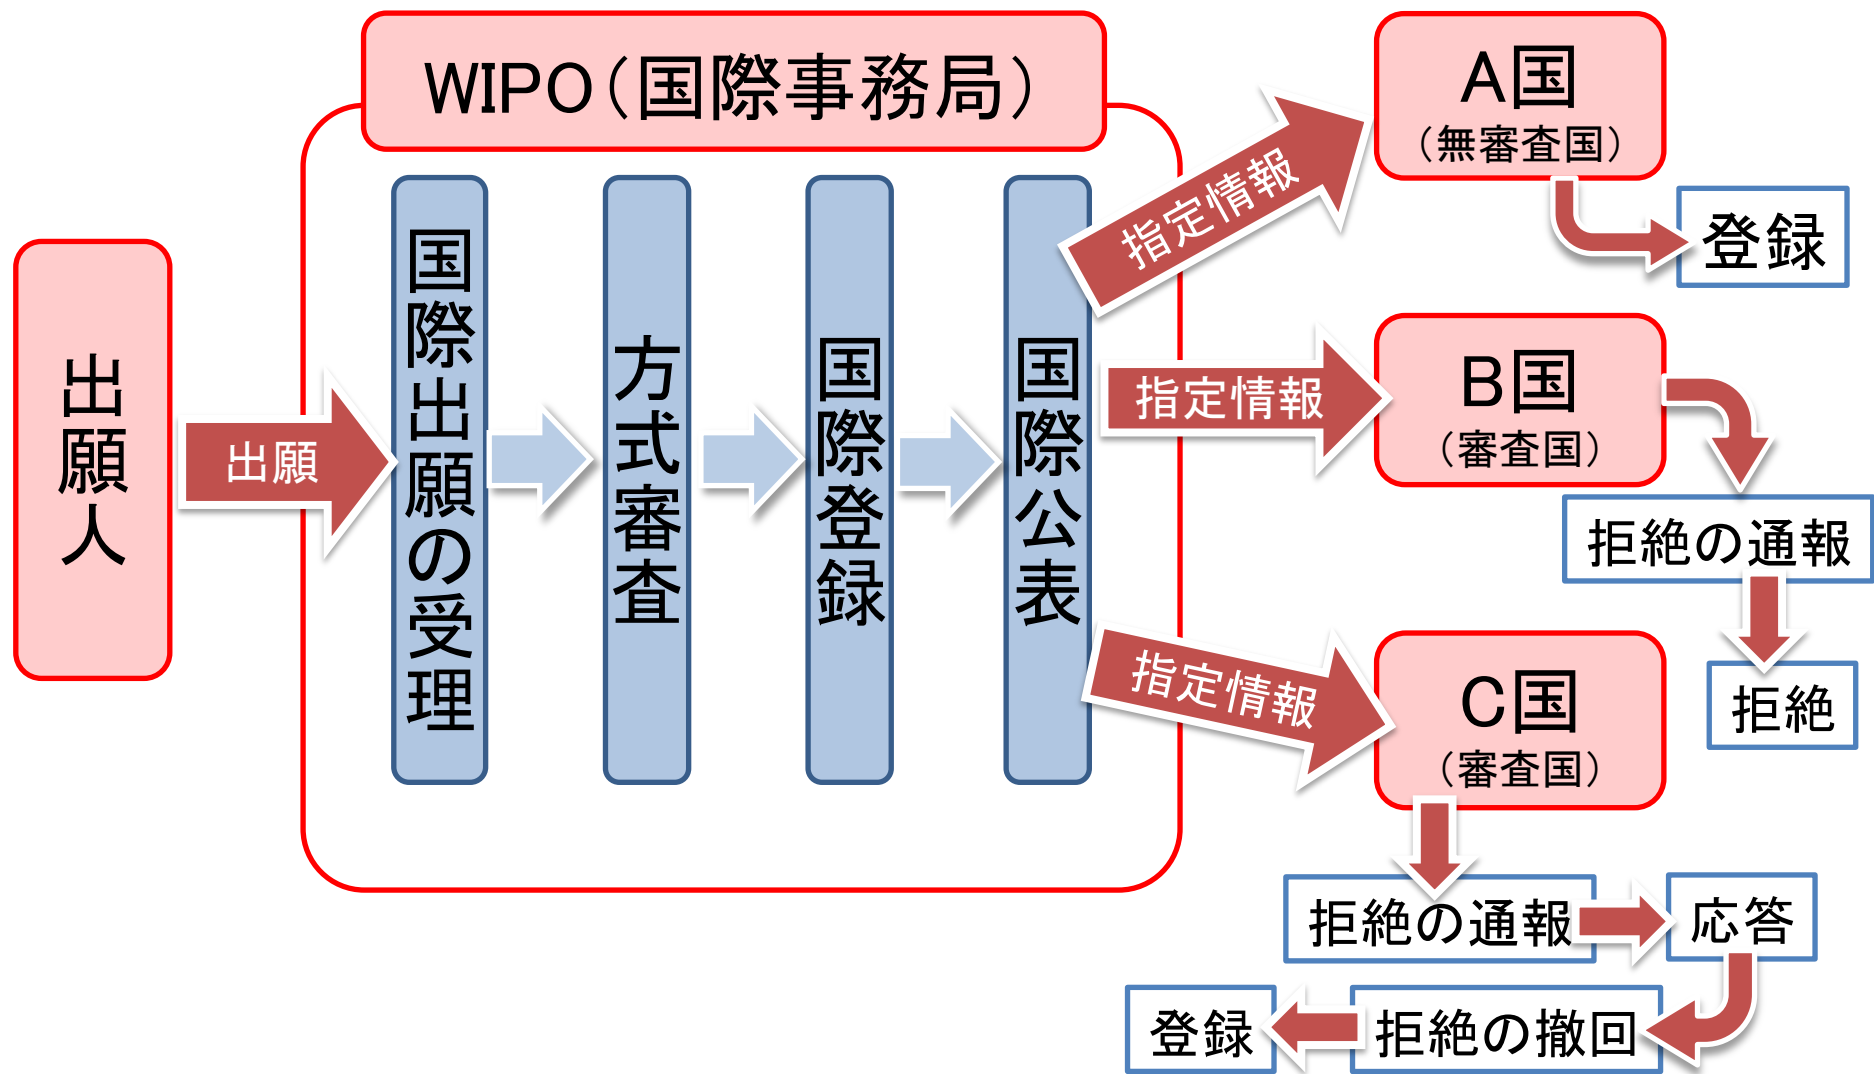 WIPO（国際事務局）
出願人
出願
国際出願の受理
方式審査
国際登録
国際公表
指定情報
A国
（無審査国）
登録
指定情報
B国
（審査国）
拒絶の通報
拒絶
指定情報
C国
（審査国）
拒絶の通報
応答
拒絶の撤回
登録